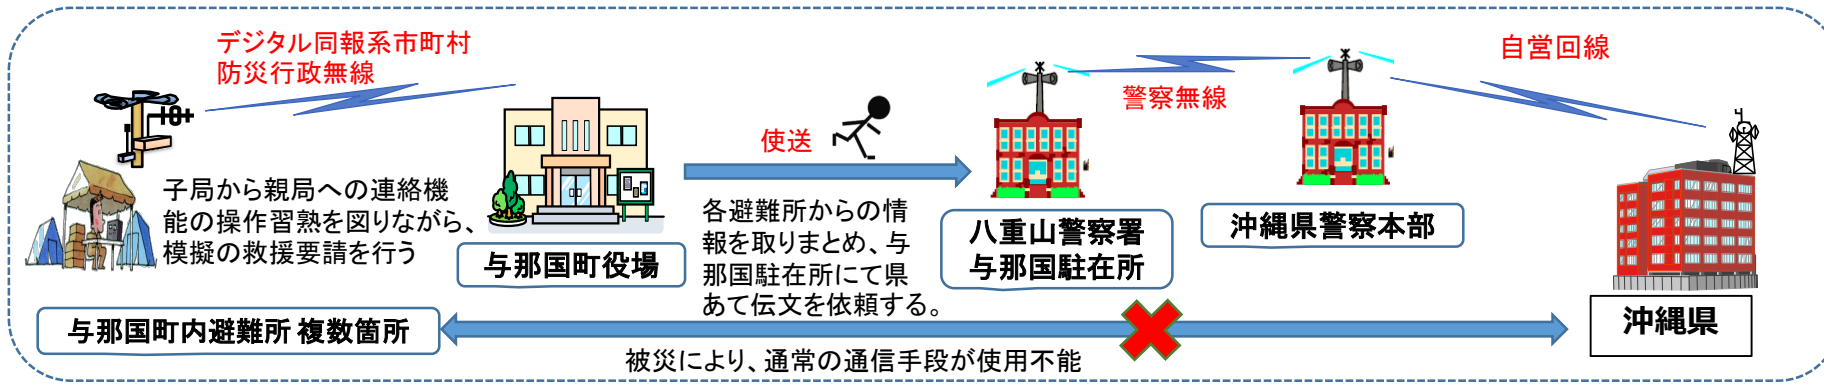 デジタル同報系市町村
防災行政無線
子局から親局への連絡機
能の操作習熟を図りながら、
模擬の救援要請を行う
与那国町内避難所 複数箇所
与那国町役場
使送
各避難所からの情
報を取りまとめ、与
那国駐在所にて県
あて伝文を依頼する。
八重山警察署
与那国駐在所
警察無線
沖縄県警察本部
自営回線
沖縄県
被災により、通常の通信手段が使用不能